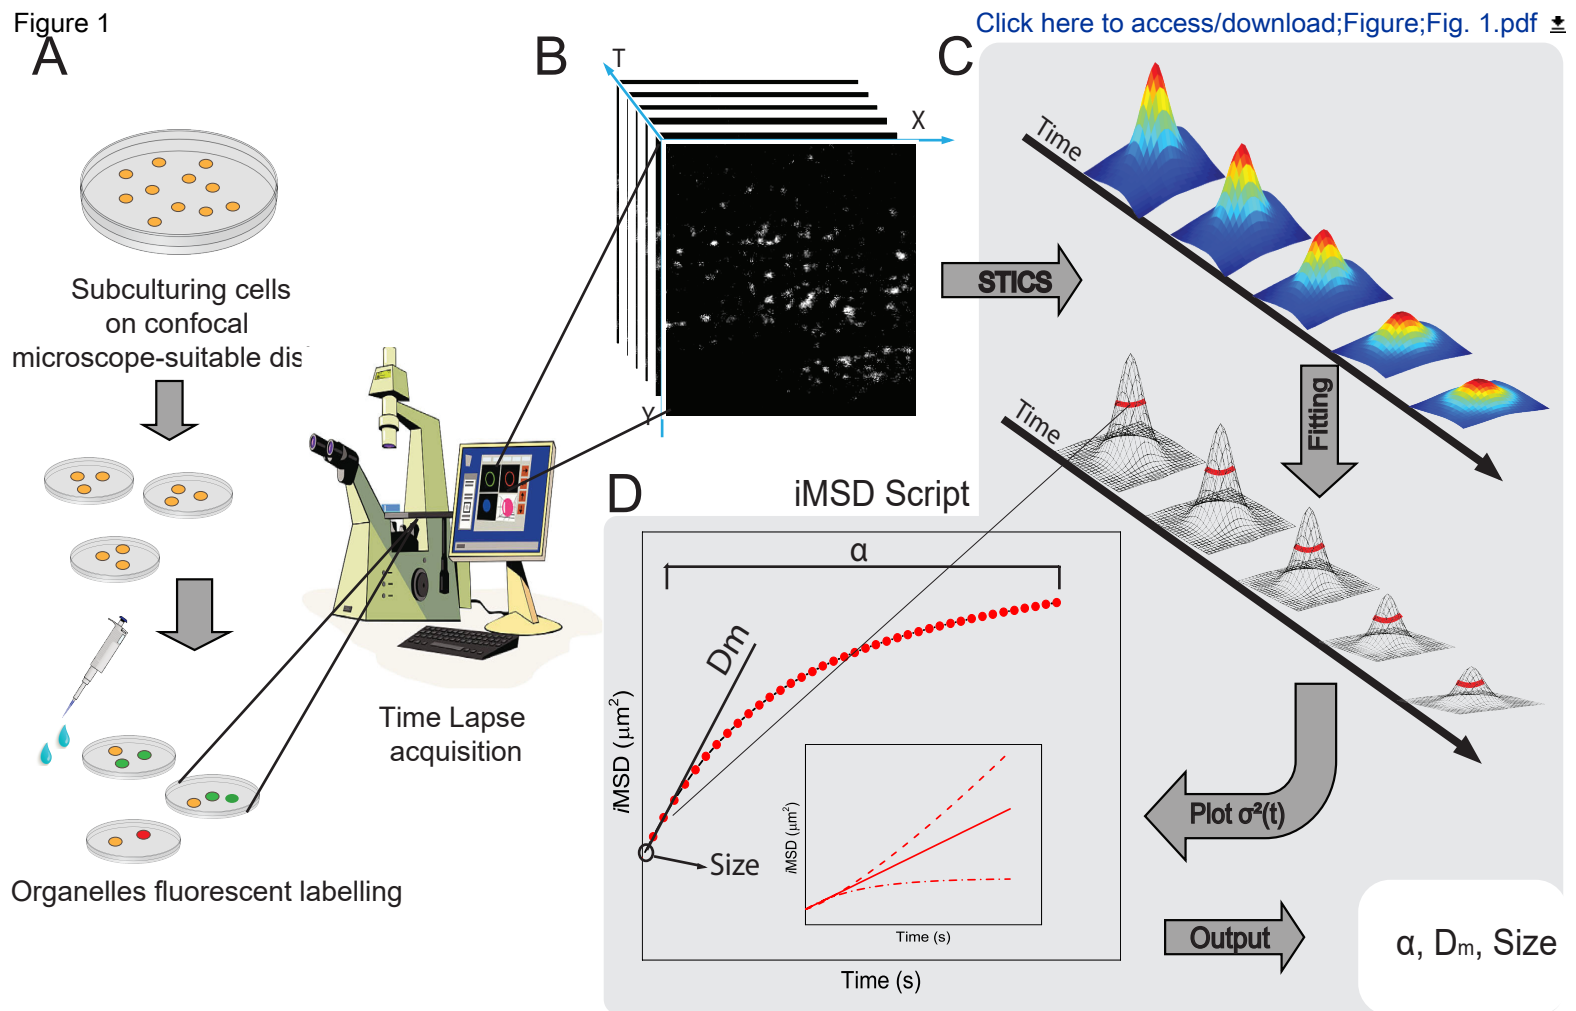 Figure 1
Click here to access/download;Figure;Fig. 1.pdf
A
B
C
T
X
Y
Subculturing cells
on confocal
microscope-suitable dis
Time Lapse
acquisition
Organelles fluorescent labelling
STICS
Time
Fitting
Time
D
iMSD Script
α
Dm
Size
iMSD (μm²)
Time (s)
iMSD (μm²)
Time (s)
Plot σ²(t)
Output
α, Dm, Size